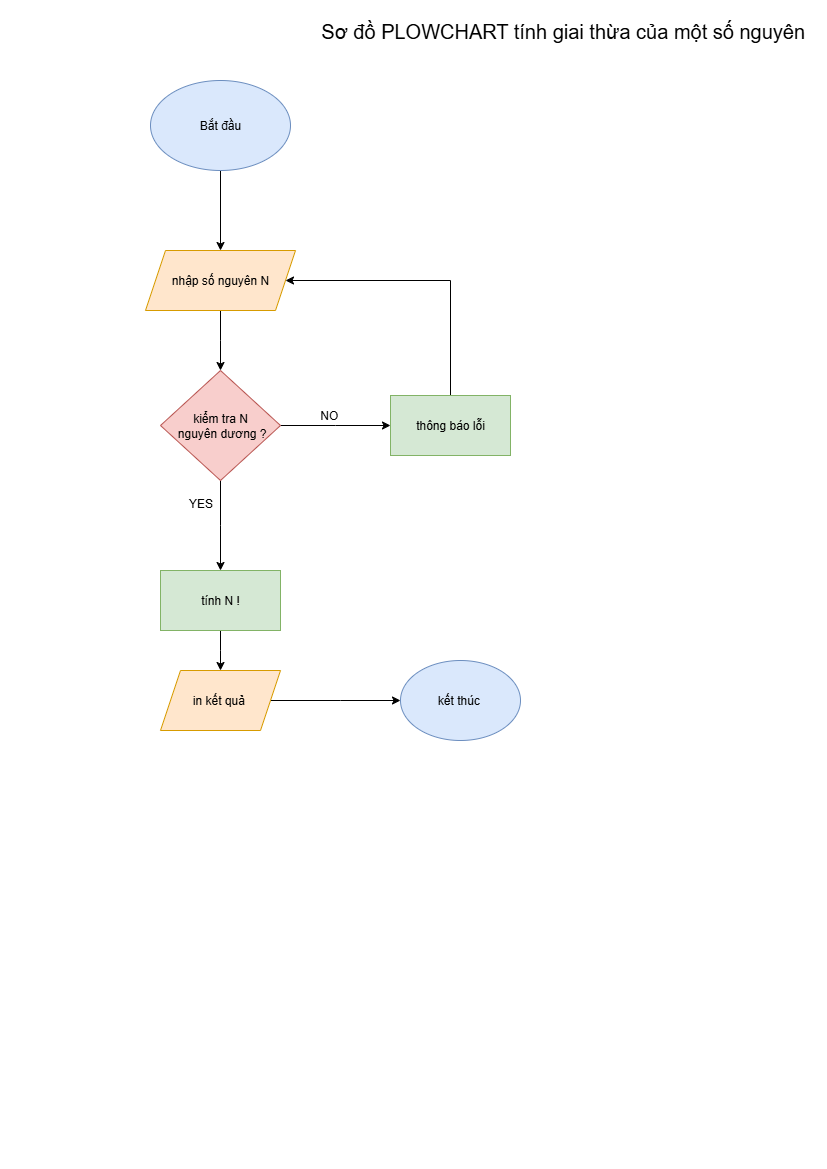 Sơ đồ PLOWCHART tính giai thừa của một số nguyên
Bắt đầu
nhập số nguyên N
kiểm tra N
nguyên dương ?
NO
thông báo lỗi
YES
tính N !
in kết quả
kết thúc